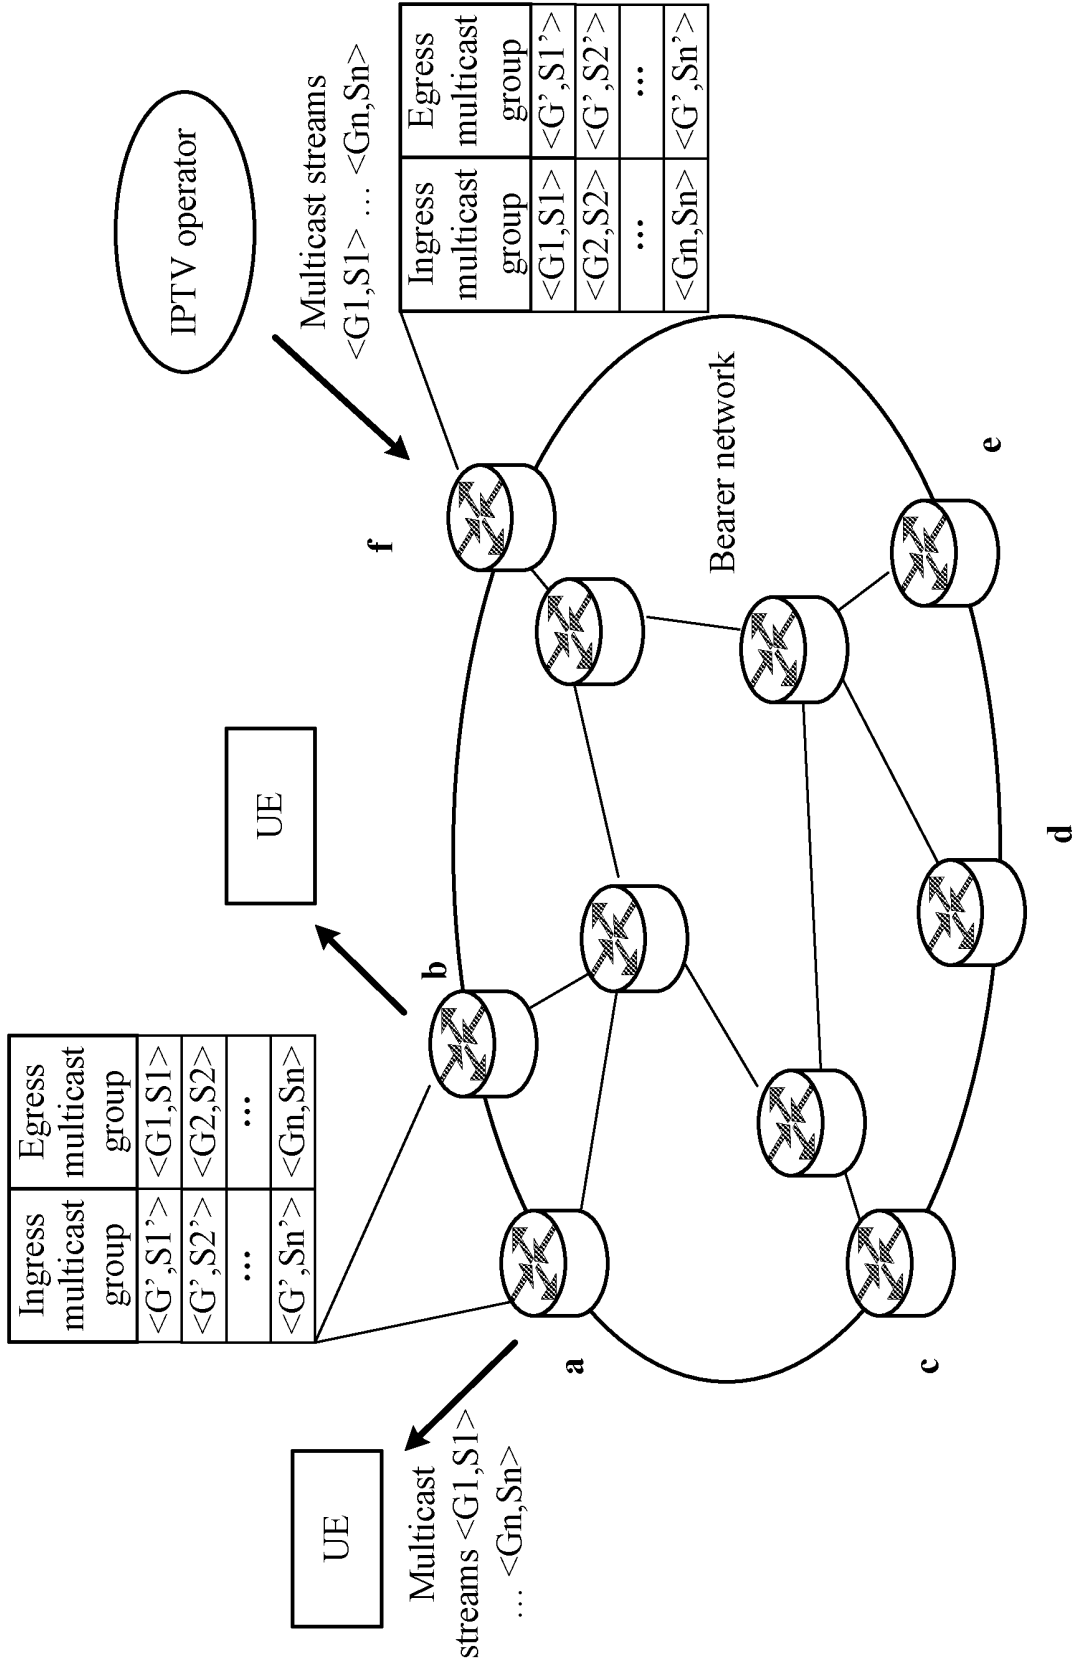 IPTV operator
Multicast streams
<G1,S1> … <Gn,Sn>
Ingress
multicast
group
Egress
multicast
group
<G1,S1> <G’,S1’>
<G2,S2> <G’,S2’>
... ...
<Gn,Sn> <G’,Sn’>
f
UE
b
Ingress
multicast
group
Egress
multicast
group
<G’,S1’> <G1,S1>
<G’,S2’> <G2,S2>
... ...
<G’,Sn’> <Gn,Sn>
UE
Multicast
streams <G1,S1>
… <Gn,Sn>
a
Bearer network
c
d
e